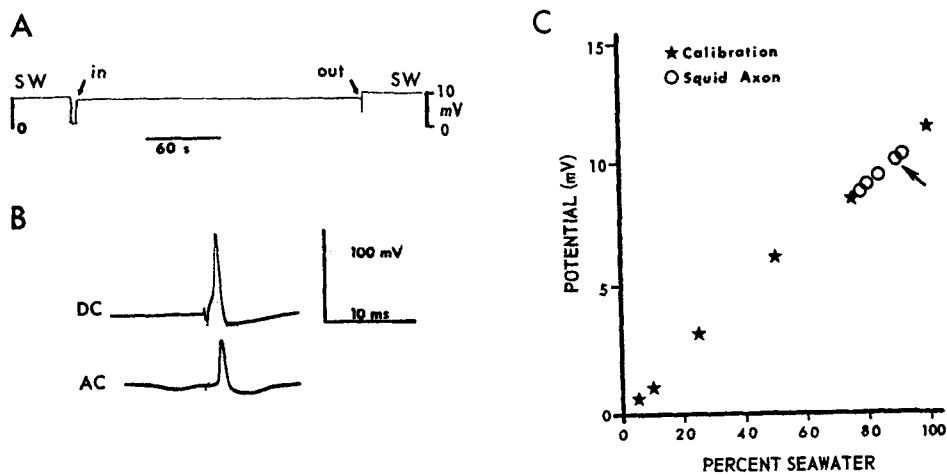 A
SW
in
out
SW
10
mV
0
0
60 s
B
DC
100 mV
10 ms
AC
C
★ Calibration
○ Squid Axon
15
10
5
0
POTENTIAL (mV)
0 20 40 60 80 100
PERCENT SEAWATER